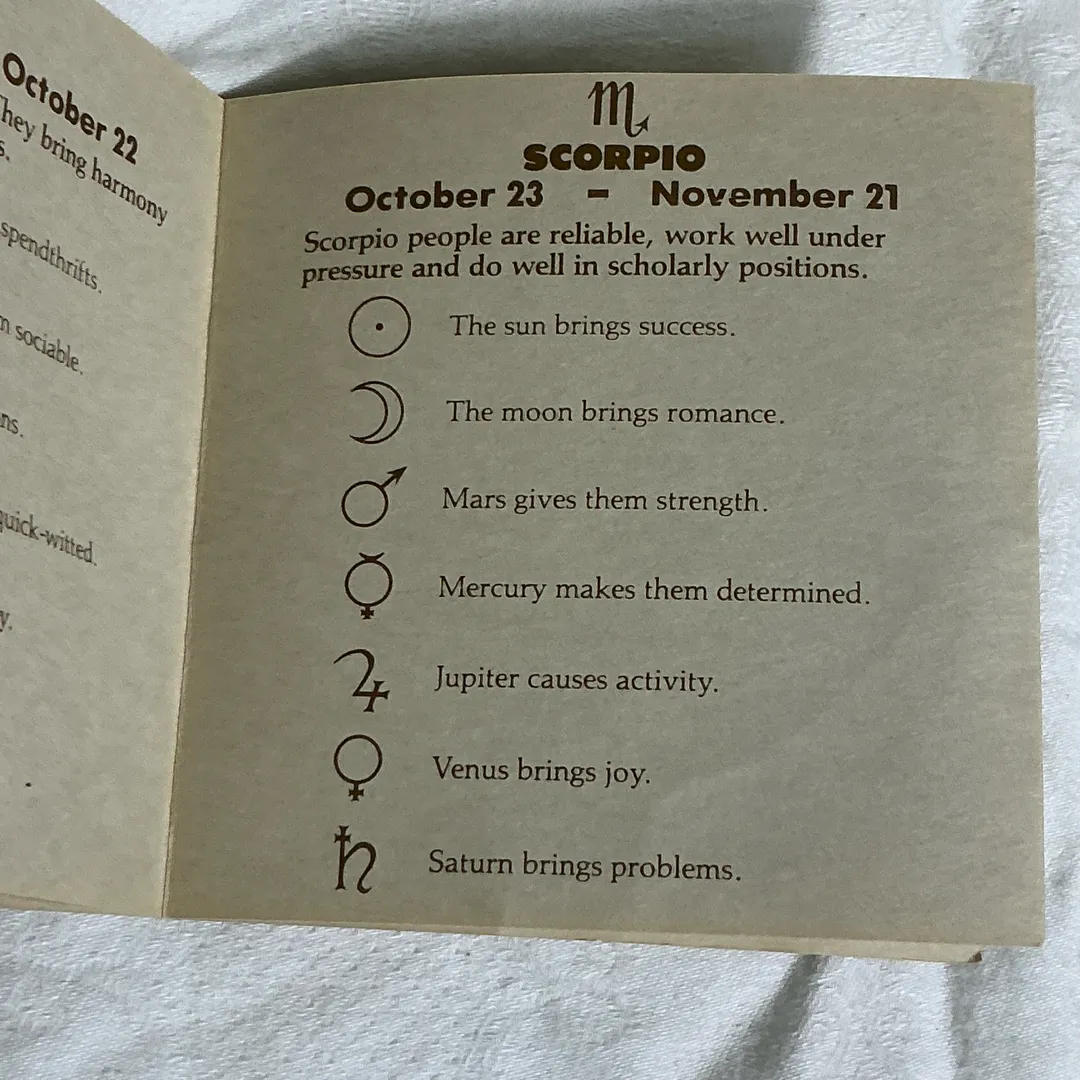 October 22
They bring harmony
s.
spendthrifts.
sociable.
ns.
quick-witted.
y.
SCORPIO
October 23 – November 21
Scorpio people are reliable, work well under
pressure and do well in scholarly positions.
The sun brings success.
The moon brings romance.
Mars gives them strength.
Mercury makes them determined.
Jupiter causes activity.
Venus brings joy.
Saturn brings problems.